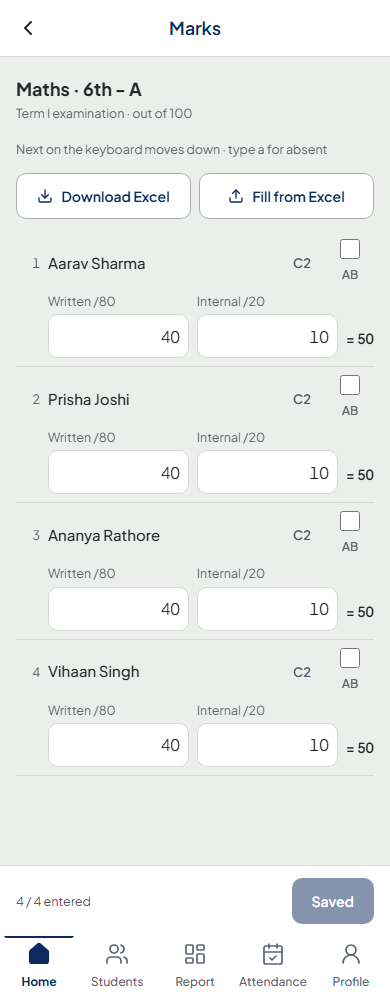 Marks
Maths · 6th - A
Term I examination · out of 100
Next on the keyboard moves down · type a for absent
Download Excel
Fill from Excel
1 Aarav Sharma C2
AB
Written /80 Internal /20
40 10 = 50
2 Prisha Joshi C2
AB
Written /80 Internal /20
40 10 = 50
3 Ananya Rathore C2
AB
Written /80 Internal /20
40 10 = 50
4 Vihaan Singh C2
AB
Written /80 Internal /20
40 10 = 50
4 / 4 entered
Saved
Home Students Report Attendance Profile